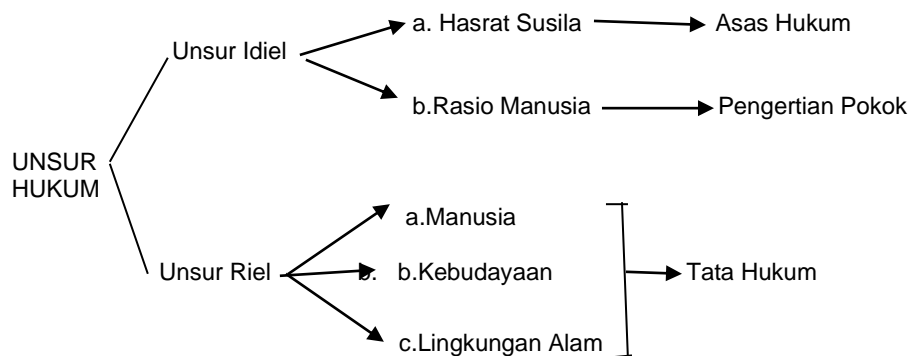 a. Hasrat Susila Asas Hukum
Unsur Idiel
b.Rasio Manusia Pengertian Pokok
UNSUR
HUKUM
a.Manusia
Unsur Riel b. b.Kebudayaan Tata Hukum
c.Lingkungan Alam